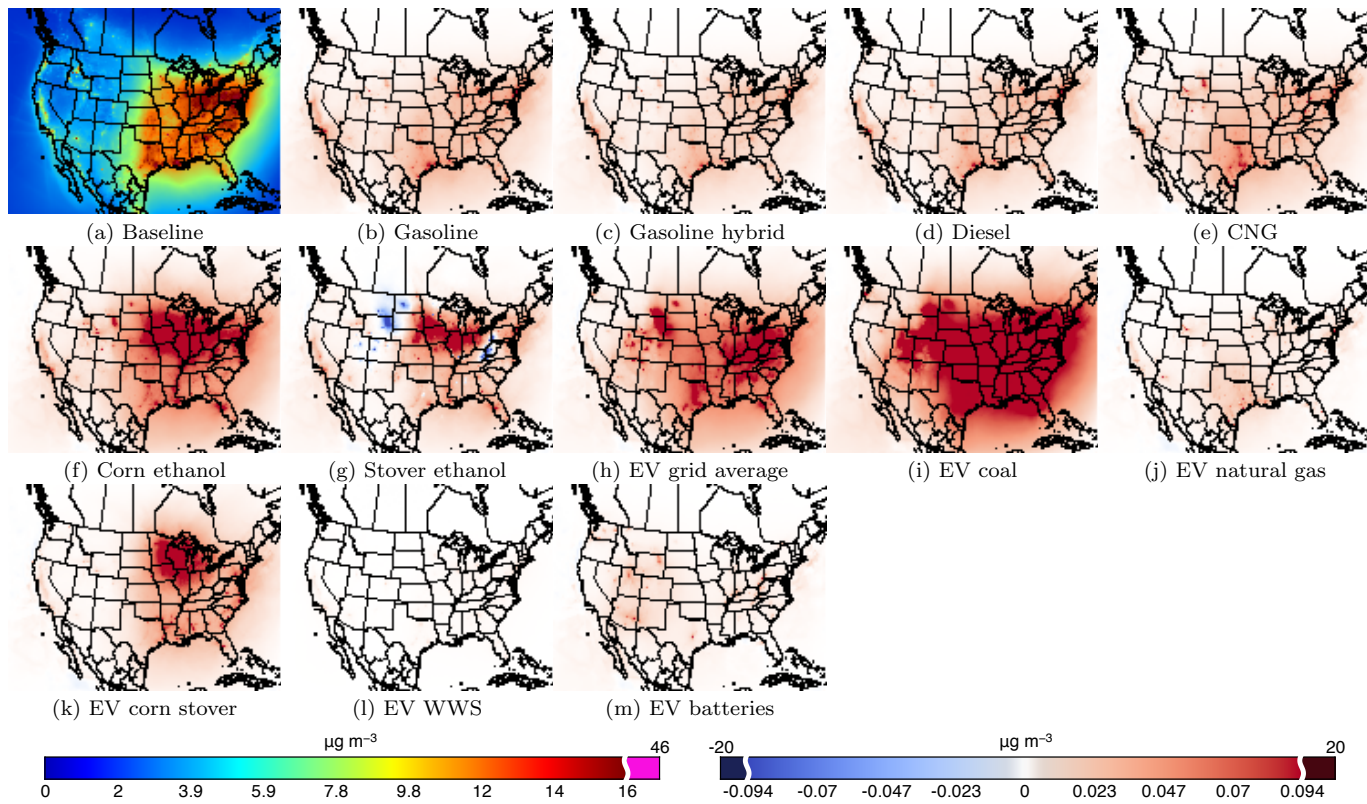 (a) Baseline
(b) Gasoline
(c) Gasoline hybrid
(d) Diesel
(e) CNG
(f) Corn ethanol
(g) Stover ethanol
(h) EV grid average
(i) EV coal
(j) EV natural gas
(k) EV corn stover
(l) EV WWS
(m) EV batteries
µg m⁻³
46
0 2 3.9 5.9 7.8 9.8 12 14 16
-20 µg m⁻³ 20
-0.094 -0.07 -0.047 -0.023 0 0.023 0.047 0.07 0.094